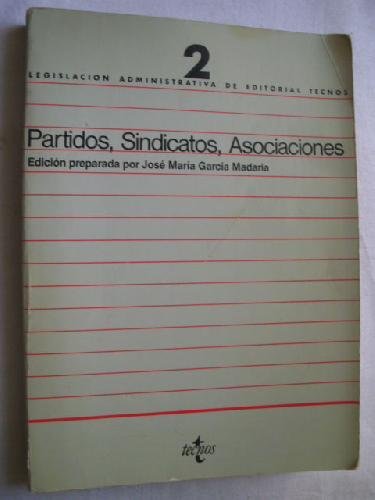 2
LEGISLACION ADMINISTRATIVA DE EDITORIAL TECNOS
Partidos, Sindicatos, Asociaciones
Edición preparada por José María García Madaria
tecnos